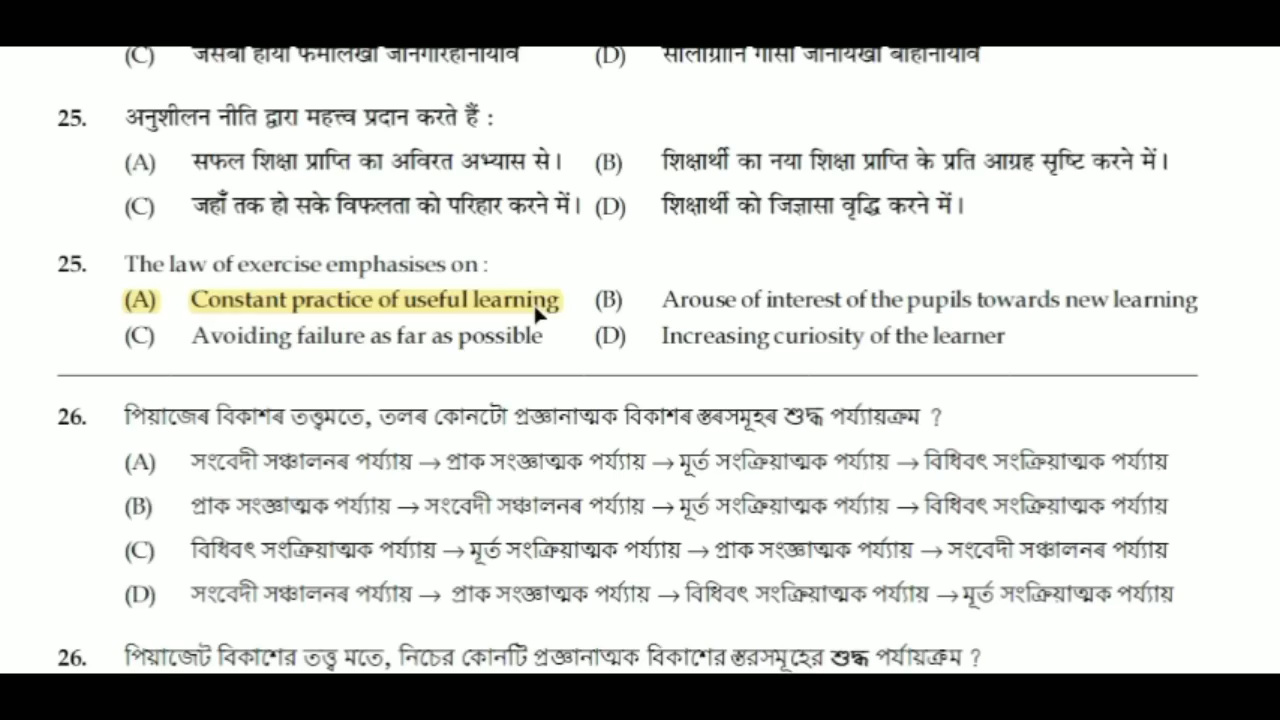 (C) जसबा हाया फमालखा जानगारहानायाव (D) सालाग्रानि गासा जानायखा बाहानायाव
25. अनुशीलन नीति द्वारा महत्त्व प्रदान करते हैं :
(A) सफल शिक्षा प्राप्ति का अविरत अभ्यास से। (B) शिक्षार्थी का नया शिक्षा प्राप्ति के प्रति आग्रह सृष्टि करने में।
(C) जहाँ तक हो सके विफलता को परिहार करने में। (D) शिक्षार्थी को जिज्ञासा वृद्धि करने में।
25. The law of exercise emphasises on :
(A) Constant practice of useful learning (B) Arouse of interest of the pupils towards new learning
(C) Avoiding failure as far as possible (D) Increasing curiosity of the learner
26. পিয়াজেৰ বিকাশৰ তত্ত্বমতে, তলৰ কোনটো প্ৰজ্ঞানাত্মক বিকাশৰ স্তৰসমূহৰ শুদ্ধ পৰ্য্যায়ক্ৰম ?
(A) সংবেদী সঞ্চালনৰ পৰ্য্যায় → প্ৰাক সংজ্ঞাত্মক পৰ্য্যায় → মূৰ্ত সংক্ৰিয়াত্মক পৰ্য্যায় → বিধিবৎ সংক্ৰিয়াত্মক পৰ্য্যায়
(B) প্ৰাক সংজ্ঞাত্মক পৰ্য্যায় → সংবেদী সঞ্চালনৰ পৰ্য্যায় → মূৰ্ত সংক্ৰিয়াত্মক পৰ্য্যায় → বিধিবৎ সংক্ৰিয়াত্মক পৰ্য্যায়
(C) বিধিবৎ সংক্ৰিয়াত্মক পৰ্য্যায় → মূৰ্ত সংক্ৰিয়াত্মক পৰ্য্যায় → প্ৰাক সংজ্ঞাত্মক পৰ্য্যায় → সংবেদী সঞ্চালনৰ পৰ্য্যায়
(D) সংবেদী সঞ্চালনৰ পৰ্য্যায় → প্ৰাক সংজ্ঞাত্মক পৰ্য্যায় → বিধিবৎ সংক্ৰিয়াত্মক পৰ্য্যায় → মূৰ্ত সংক্ৰিয়াত্মক পৰ্য্যায়
26. পিয়াজেট বিকাশের তত্ত্ব মতে, নিচের কোনটি প্রজ্ঞানাত্মক বিকাশের স্তরসমূহের শুদ্ধ পর্যায়ক্রম ?